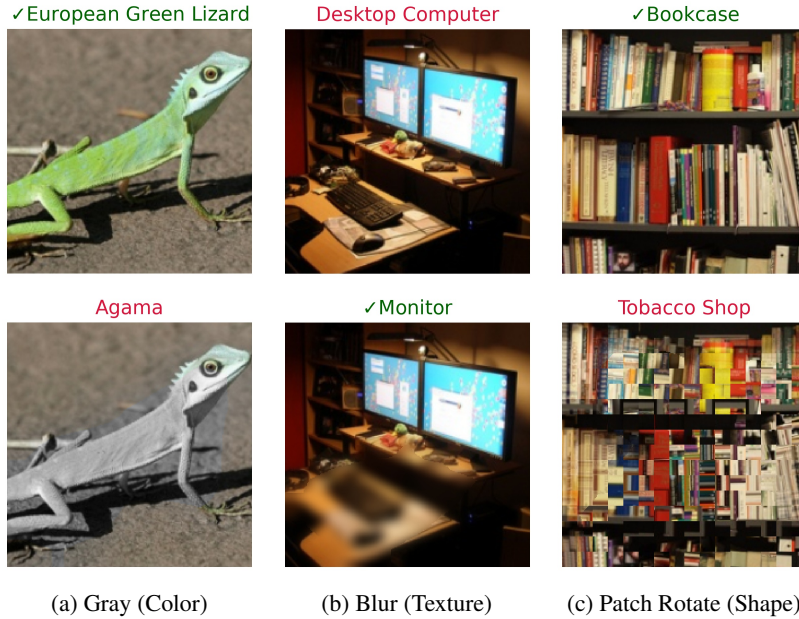 ✓European Green Lizard
Desktop Computer
✓Bookcase
Agama
✓Monitor
Tobacco Shop
(a) Gray (Color)
(b) Blur (Texture)
(c) Patch Rotate (Shape)